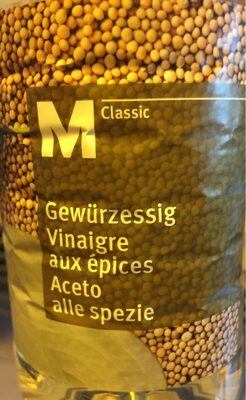 M Classic
Gewürzessig
Vinaigre
aux épices
Aceto
alle spezie